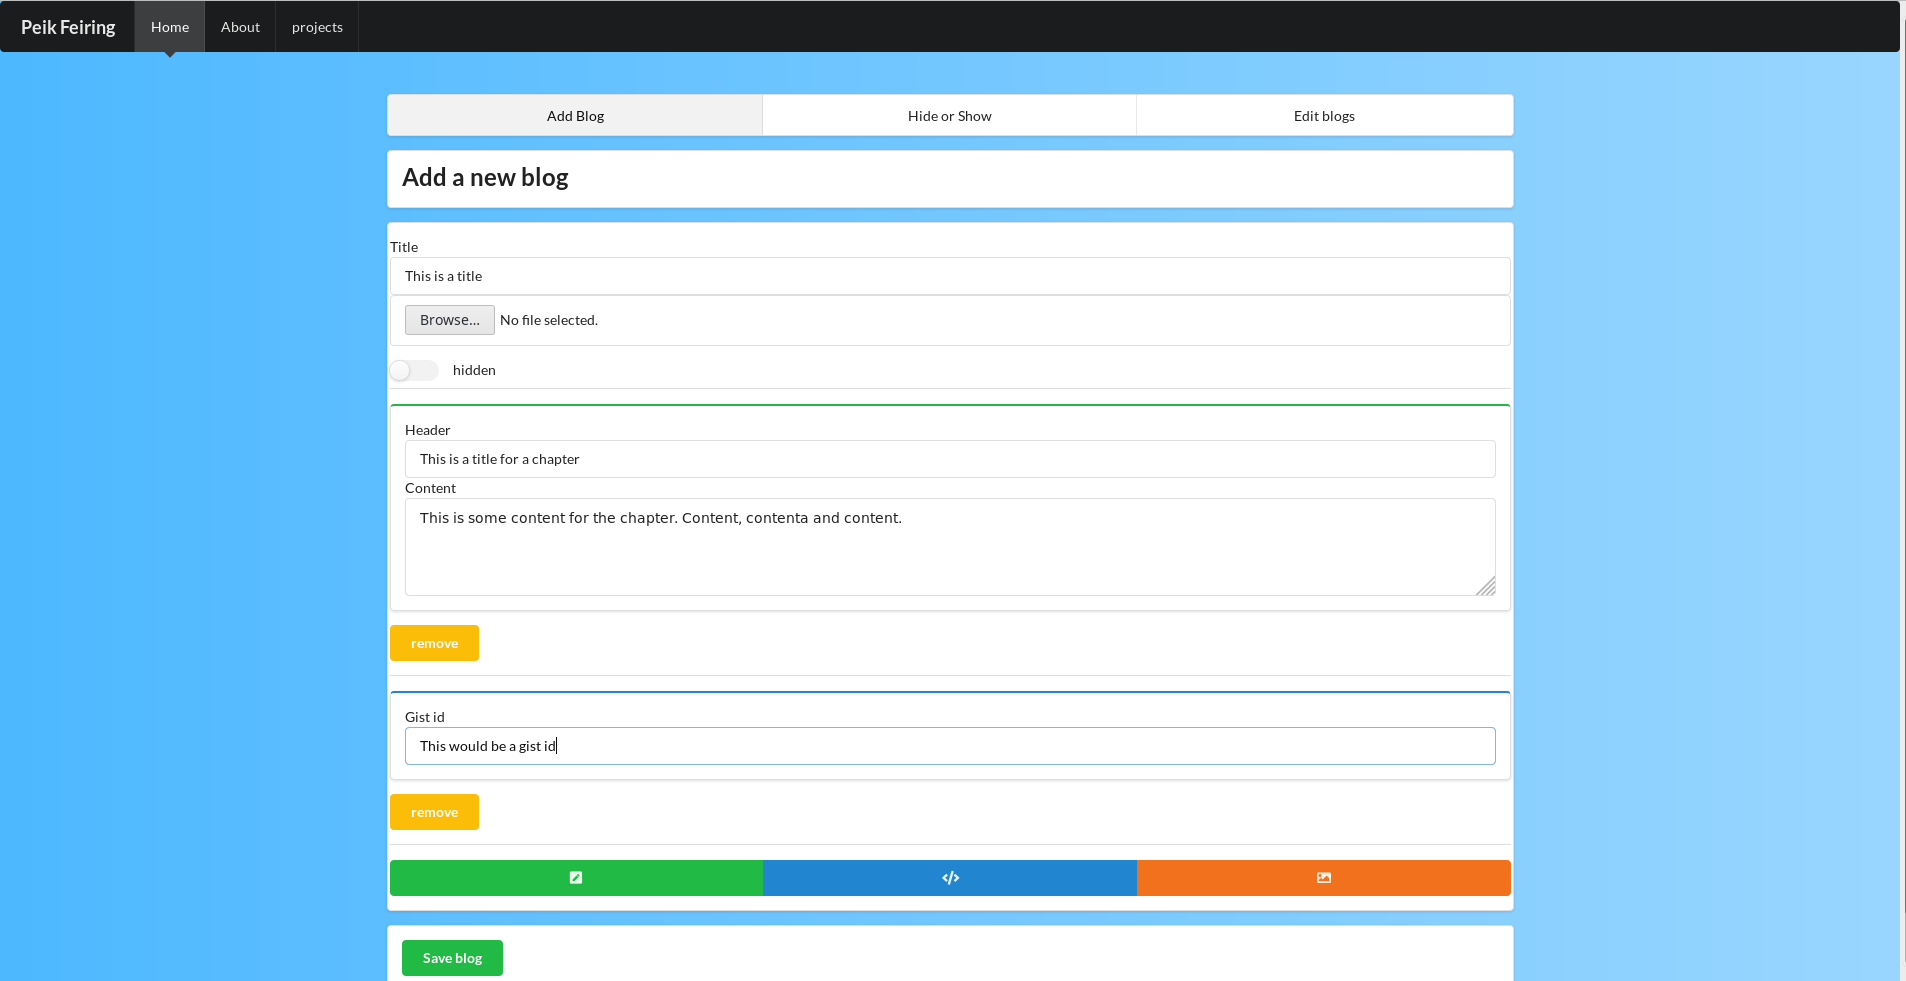 Peik Feiring Home About projects
Add Blog Hide or Show Edit blogs
Add a new blog
Title
This is a title
Browse... No file selected.
hidden
Header
This is a title for a chapter
Content
This is some content for the chapter. Content, contenta and content.
remove
Gist id
This would be a gist id
remove
Save blog